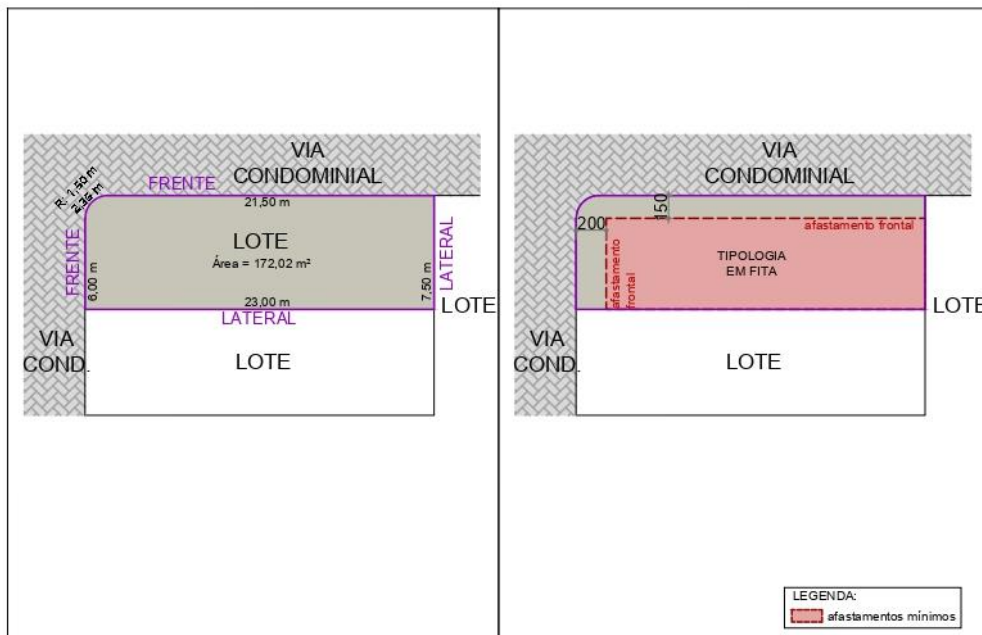 VIA
CONDOMINIAL
FRENTE
21,50 m
R: 1,50 m
2,36 m
LOTE
Área = 172,02 m²
FRENTE
6,00 m
7,50 m
LATERAL
LOTE
23,00 m
LATERAL
VIA
COND.
LOTE
VIA
CONDOMINIAL
200
150
afastamento frontal
TIPOLOGIA
EM FITA
afastamento
frontal
LOTE
VIA
COND.
LOTE
LEGENDA:
afastamentos mínimos